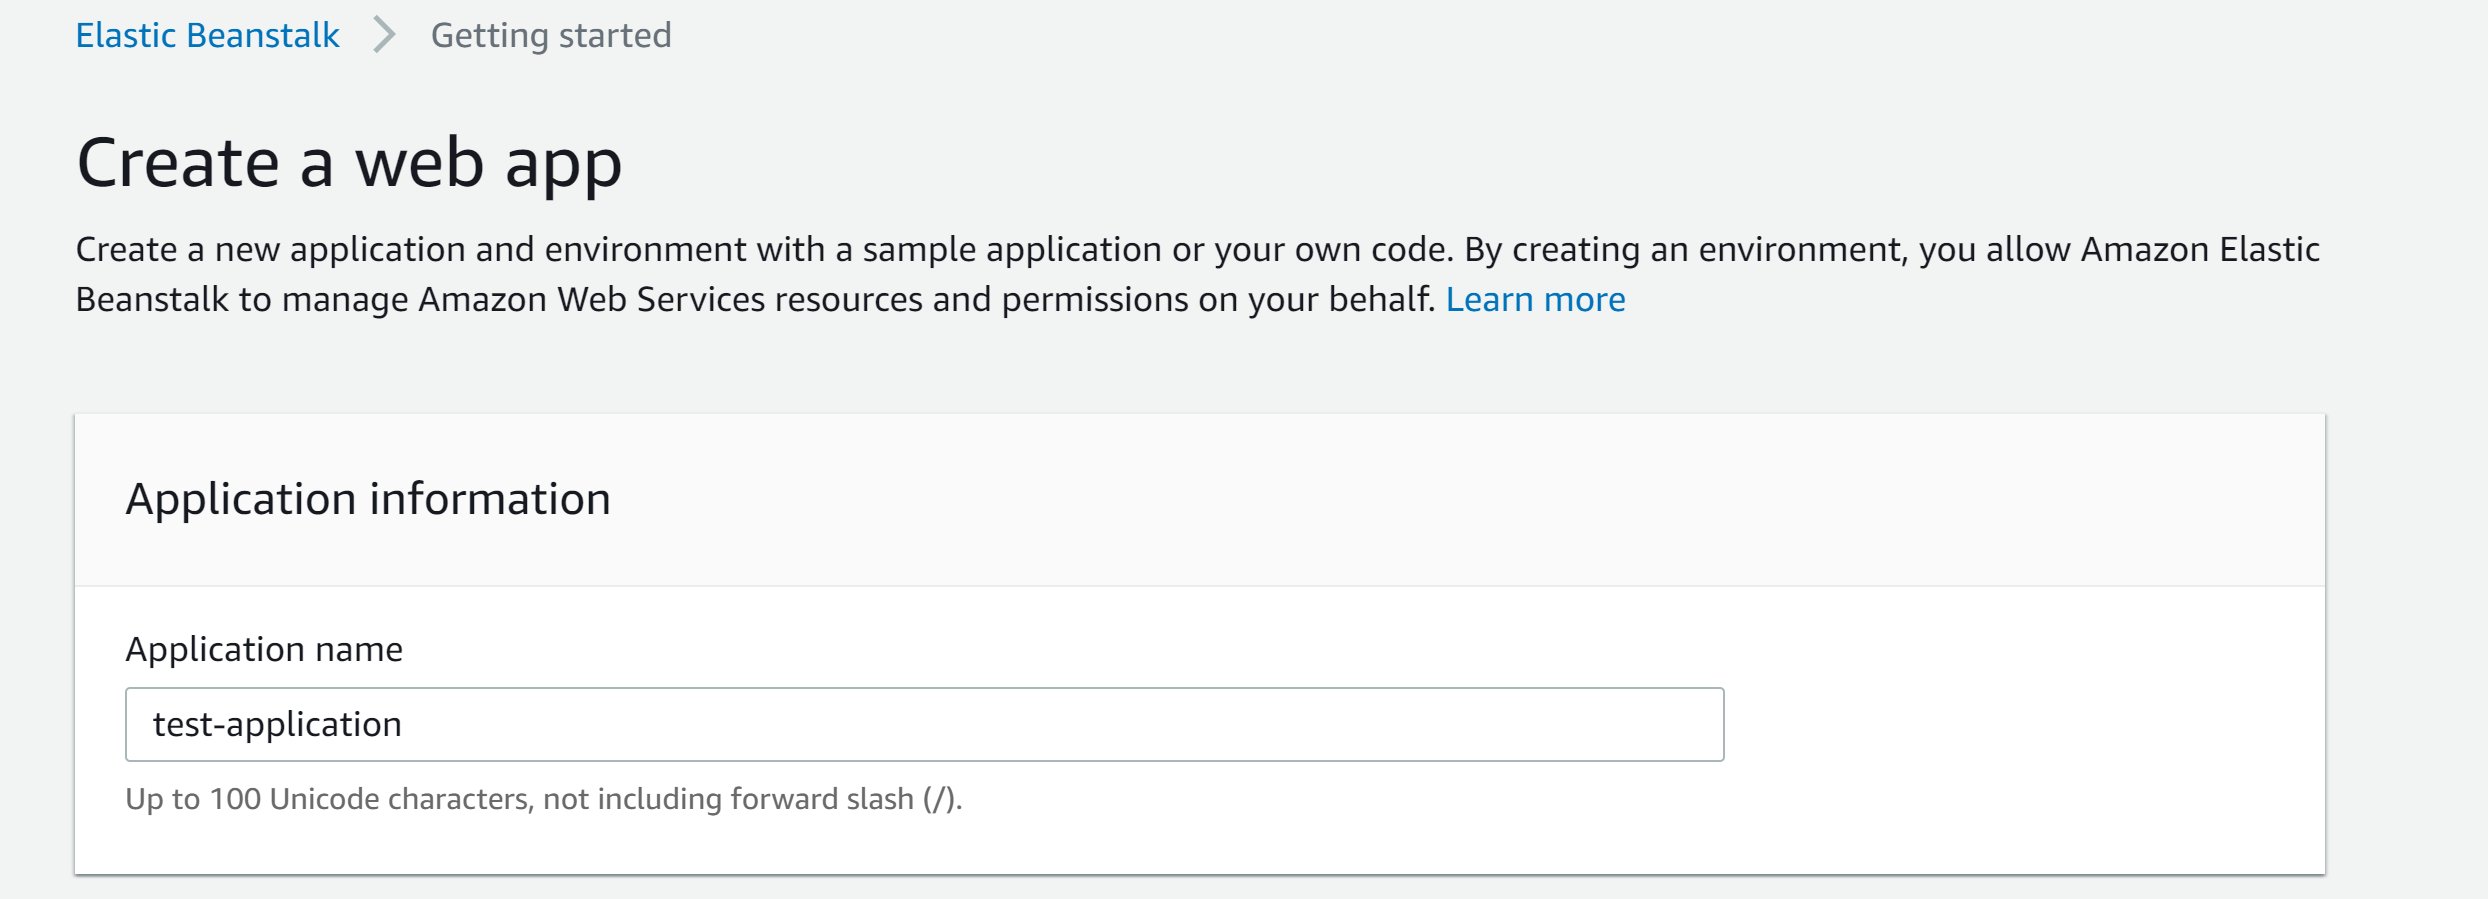 Elastic Beanstalk > Getting started
Create a web app
Create a new application and environment with a sample application or your own code. By creating an environment, you allow Amazon Elastic
Beanstalk to manage Amazon Web Services resources and permissions on your behalf. Learn more
Application information
Application name
test-application
Up to 100 Unicode characters, not including forward slash (/).